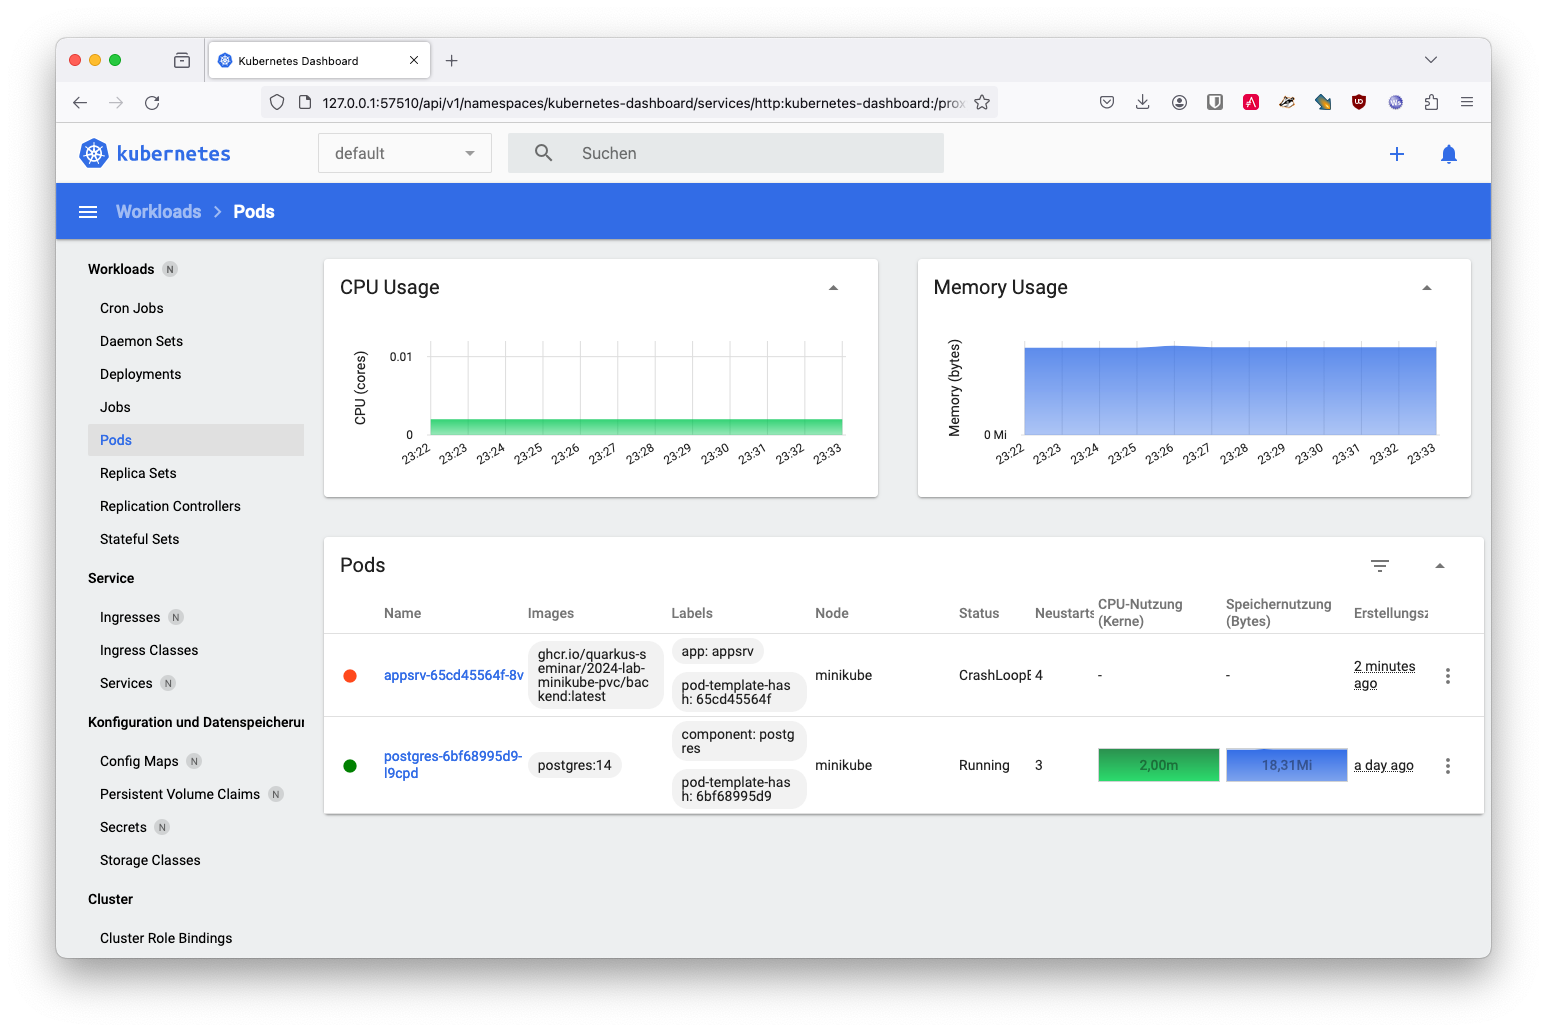 Kubernetes Dashboard
127.0.0.1:57510/api/v1/namespaces/kubernetes-dashboard/services/http:kubernetes-dashboard:/prox
kubernetes
default
Suchen
Workloads > Pods
Workloads N
Cron Jobs
Daemon Sets
Deployments
Jobs
Pods
Replica Sets
Replication Controllers
Stateful Sets
Service
Ingresses N
Ingress Classes
Services N
Konfiguration und Datenspeicherun
Config Maps N
Persistent Volume Claims N
Secrets N
Storage Classes
Cluster
Cluster Role Bindings
CPU Usage
CPU (cores)
0.01
0
23:22 23:23 23:24 23:25 23:26 23:27 23:28 23:29 23:30 23:31 23:32 23:33
Memory Usage
Memory (bytes)
0 Mi
23:22 23:23 23:24 23:25 23:26 23:27 23:28 23:29 23:30 23:31 23:32 23:33
Pods
Name
Images
Labels
Node
Status
Neustarts
CPU-Nutzung
(Kerne)
Speichernutzung
(Bytes)
Erstellungsz
appsrv-65cd45564f-8v
ghcr.io/quarkus-s
eminar/2024-lab-
minikube-pvc/bac
kend:latest
app: appsrv
pod-template-has
h: 65cd45564f
minikube
CrashLoopE
4
-
-
2 minutes
ago
postgres-6bf68995d9-
l9cpd
postgres:14
component: postg
res
pod-template-has
h: 6bf68995d9
minikube
Running
3
2,00m
18,31Mi
a day ago